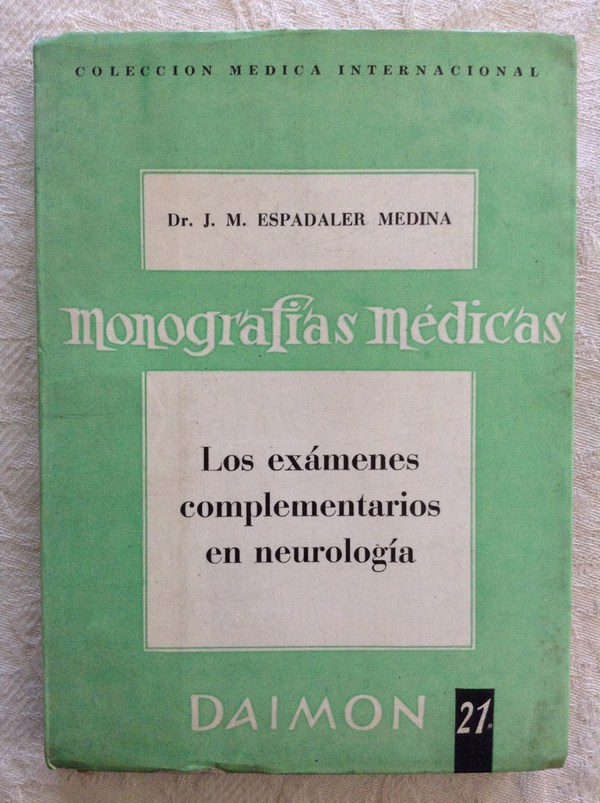 COLECCION MEDICA INTERNACIONAL
Dr. J. M. ESPADALER MEDINA
Monografías Médicas
Los exámenes
complementarios
en neurología
DAIMON
21